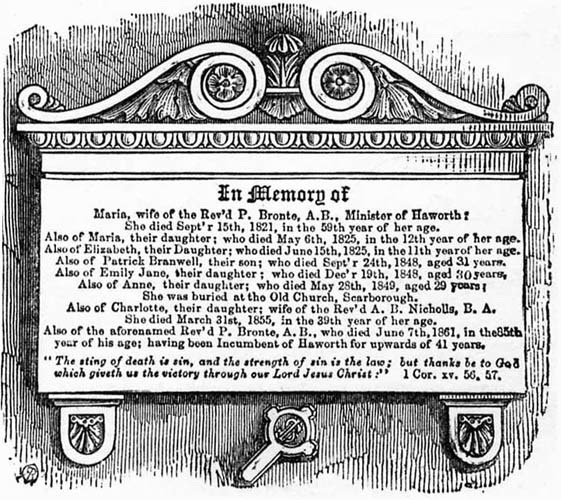 In Memory of
Maria, wife of the Rev'd P. Bronte, A.B., Minister of Haworth:
She died Sept'r 15th, 1821, in the 59th year of her age.
Also of Maria, their daughter; who died May 6th, 1825, in the 12th year of her age.
Also of Elizabeth, their Daughter; who died June 15th, 1825, in the 11th year of her age.
Also of Patrick Branwell, their son; who died Sept'r 24th, 1848, aged 31 years.
Also of Emily Jane, their daughter; who died Dec'r 19th, 1848, aged 30 years.
Also of Anne, their daughter; who died May 28th, 1849, aged 29 years;
She was buried at the Old Church, Scarborough.
Also of Charlotte, their daughter; wife of the Rev'd A. B. Nicholls, B. A.
She died March 31st, 1855, in the 39th year of her age.
Also of the aforenamed Rev'd P. Bronte, A. B., who died June 7th, 1861, in the 85th
year of his age; having been Incumbent of Haworth for upwards of 41 years.
"The sting of death is sin, and the strength of sin is the law; but thanks be to God
which giveth us the victory through our Lord Jesus Christ:" 1 Cor. xv. 56, 57.